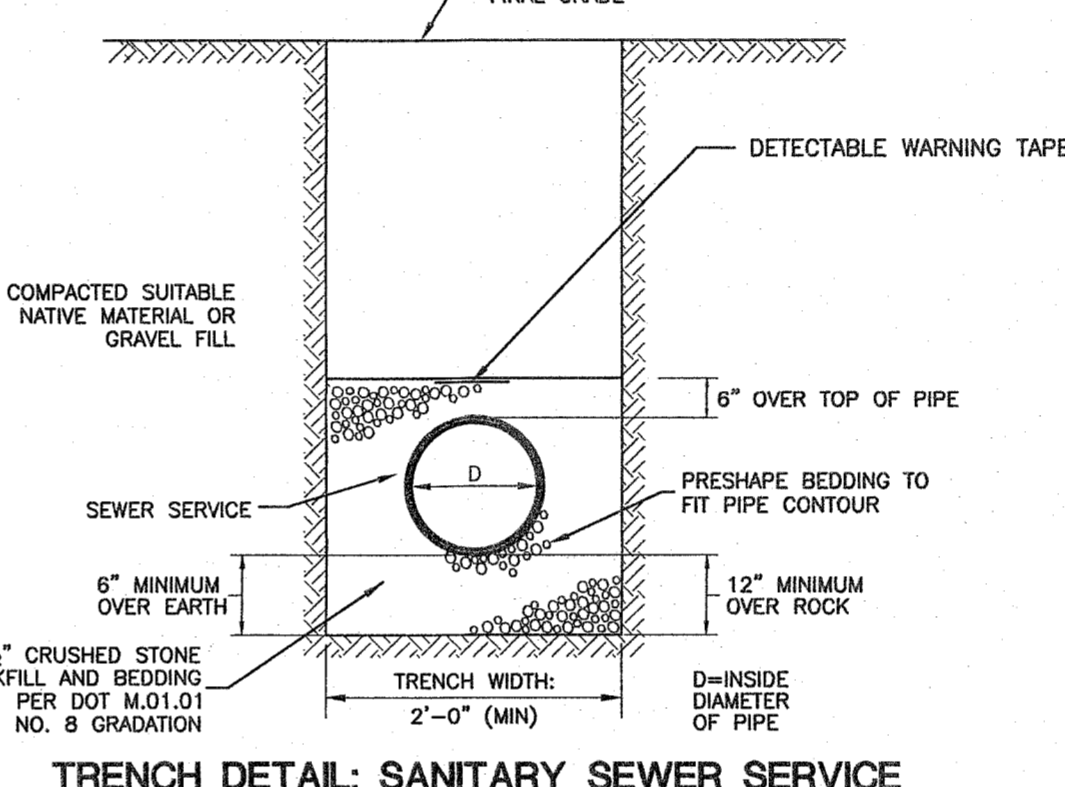 DETECTABLE WARNING TAPE
COMPACTED SUITABLE
NATIVE MATERIAL OR
GRAVEL FILL
6" OVER TOP OF PIPE
D
PRESHAPE BEDDING TO
FIT PIPE CONTOUR
SEWER SERVICE
6" MINIMUM
OVER EARTH
12" MINIMUM
OVER ROCK
CRUSHED STONE
AND BEDDING
PER DOT M.01.01
NO. 8 GRADATION
TRENCH WIDTH:
2'-0" (MIN)
D=INSIDE
DIAMETER
OF PIPE
TRENCH DETAIL: SANITARY SEWER SERVICE